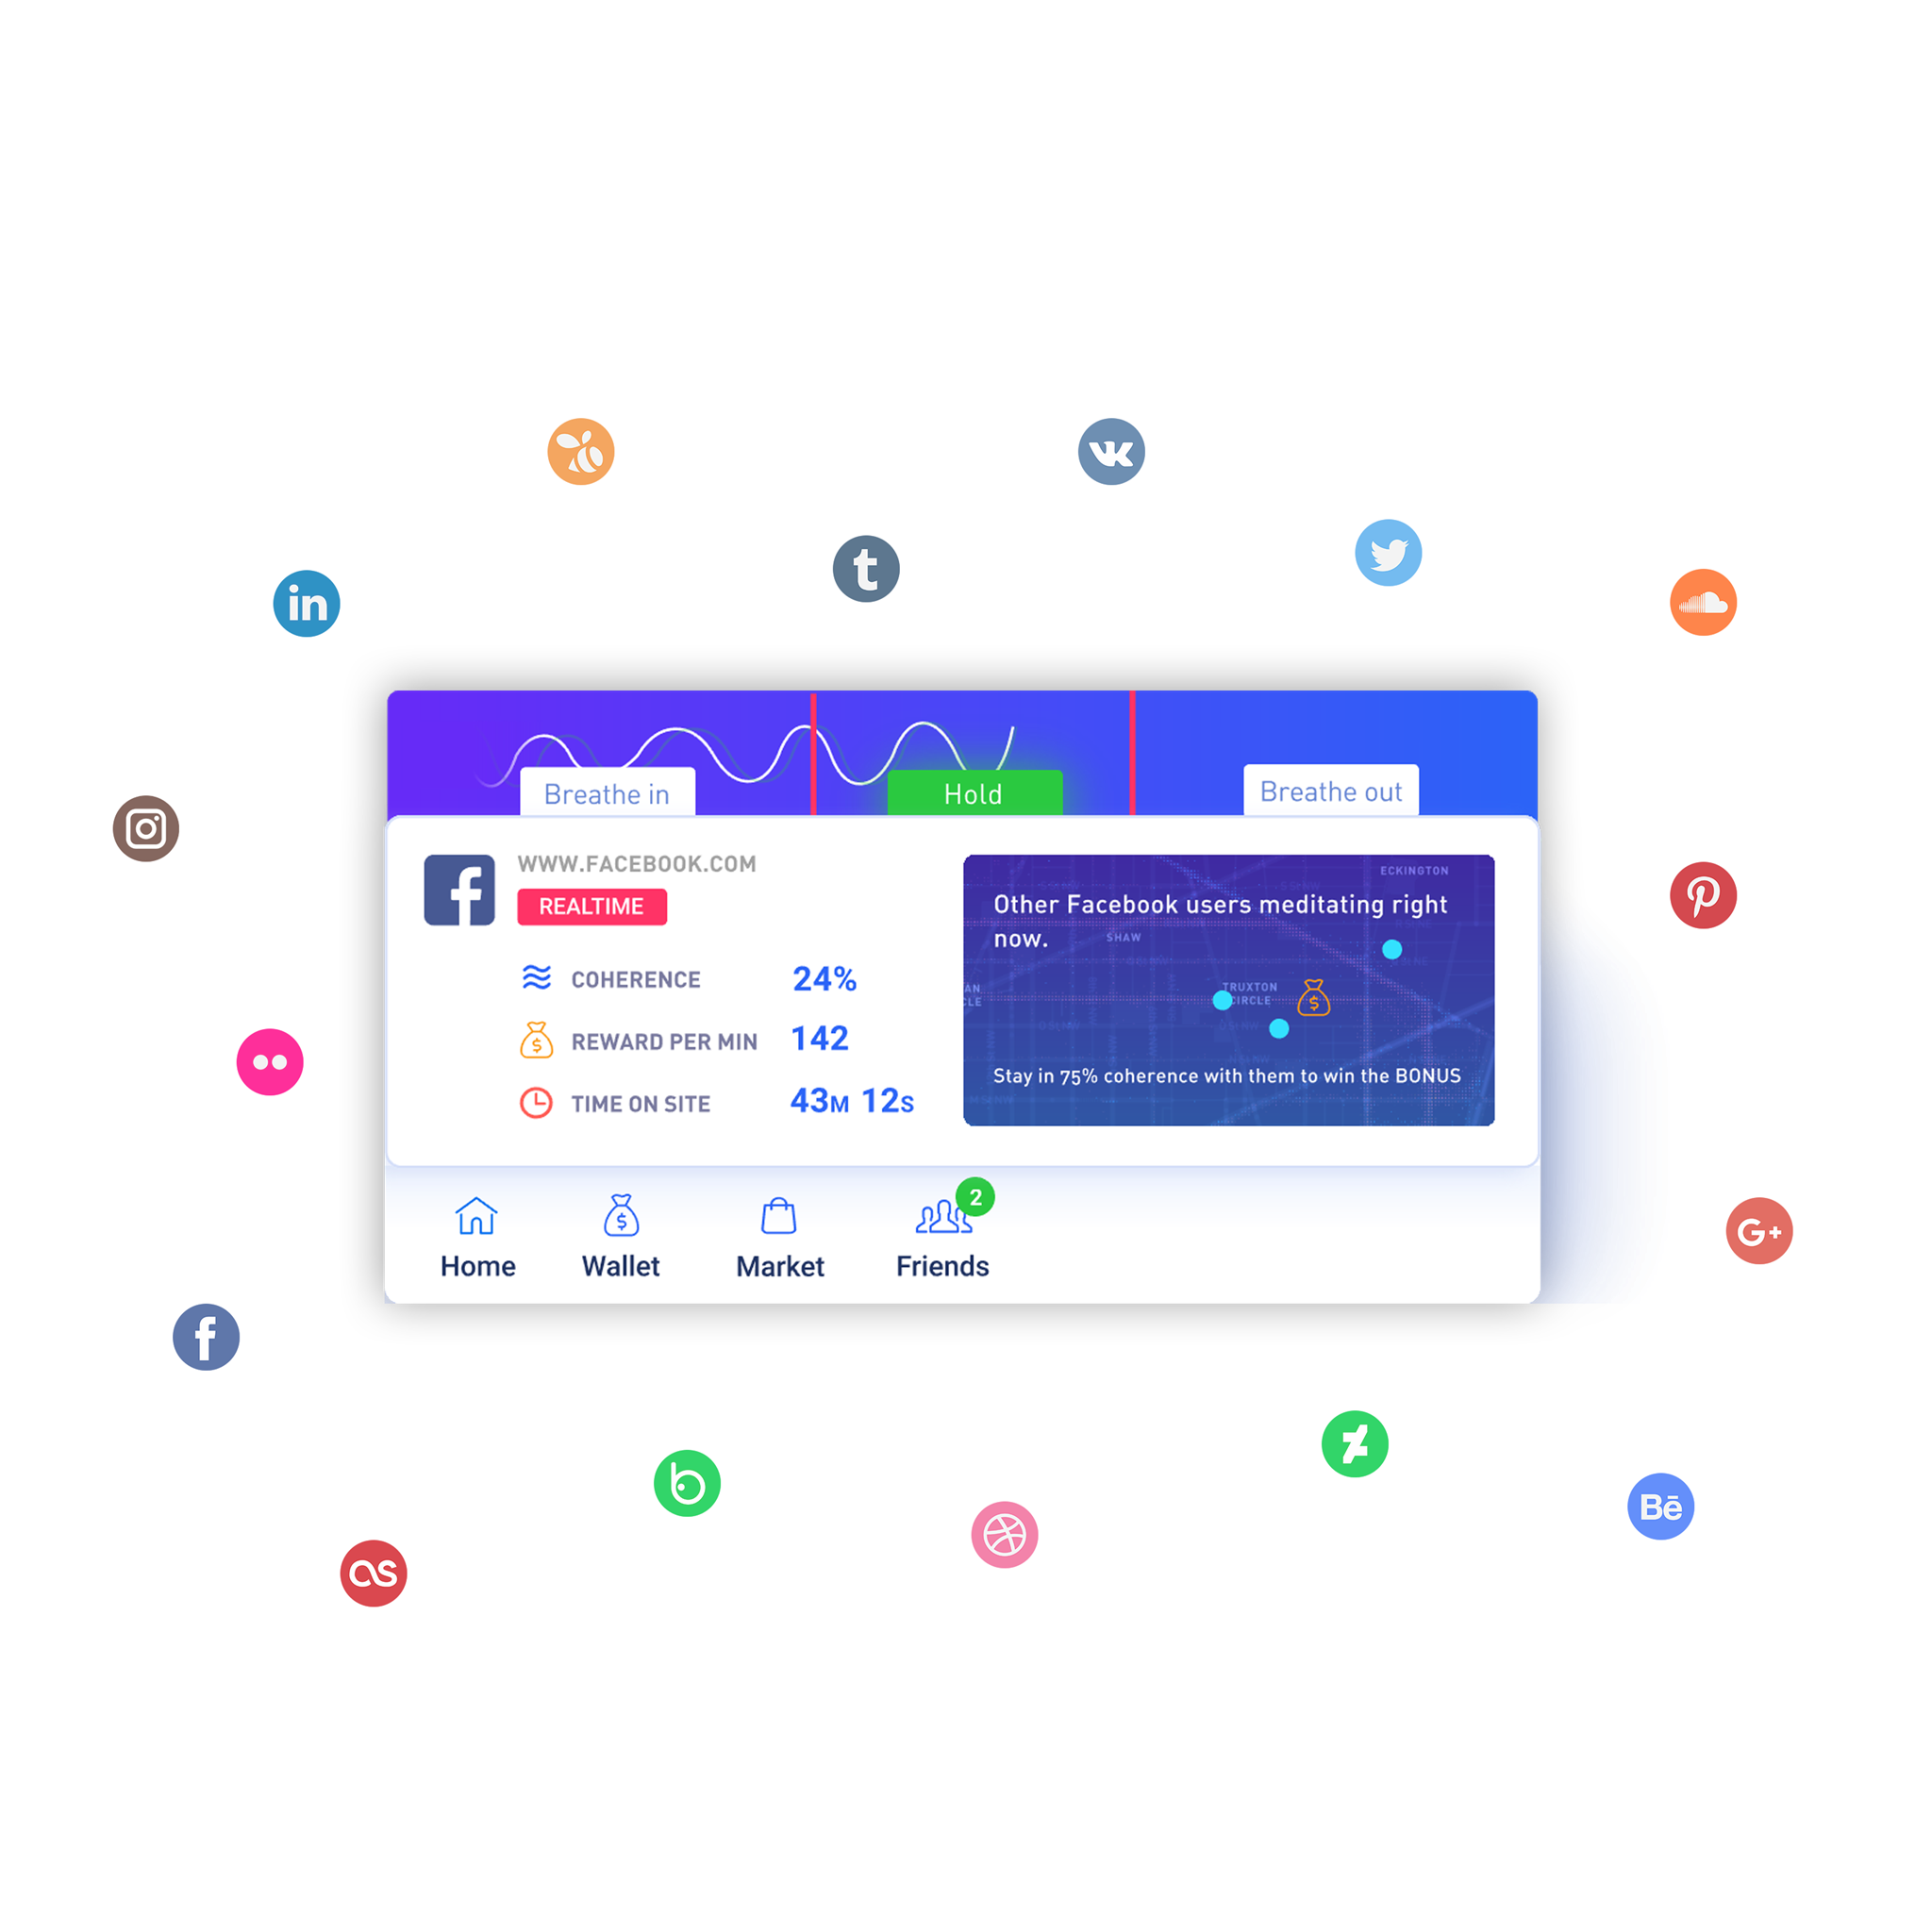 in
t
G+
Bē
Breathe in
Hold
Breathe out
WWW.FACEBOOK.COM
REALTIME
COHERENCE 24%
REWARD PER MIN 142
TIME ON SITE 43M 12S
ECKINGTON
Other Facebook users meditating right
now.
SHAW
TRUXTON
CIRCLE
Stay in 75% coherence with them to win the BONUS
2
Home Wallet Market Friends